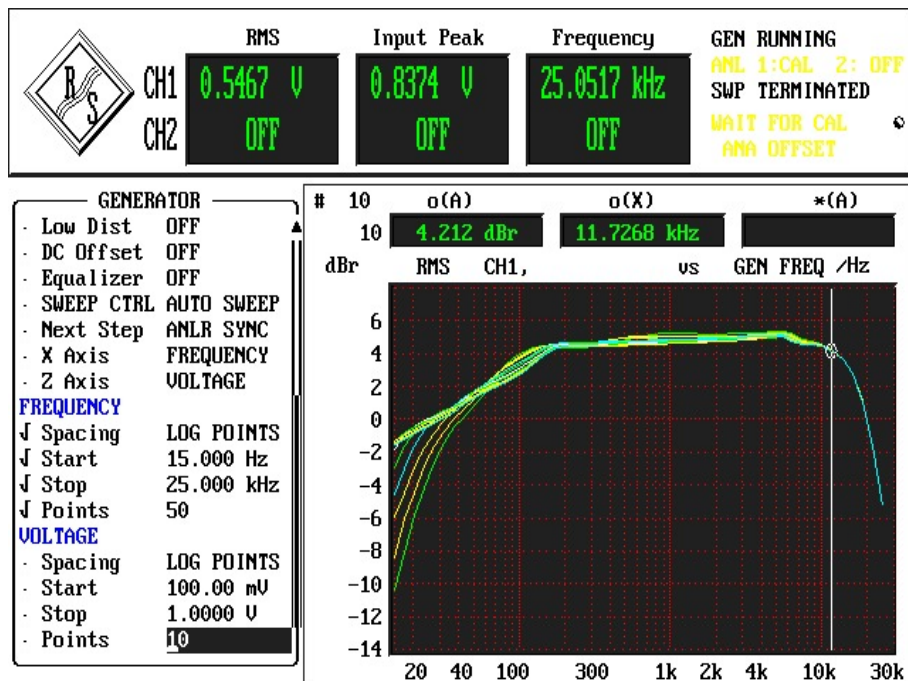 RMS Input Peak Frequency
GEN RUNNING
ANL 1:CAL 2: OFF
SWP TERMINATED
WAIT FOR CAL
ANA OFFSET
R S
CH1 0.5467 V 0.8374 V 25.0517 kHz
CH2 OFF OFF OFF
GENERATOR
· Low Dist OFF
· DC Offset OFF
· Equalizer OFF
· SWEEP CTRL AUTO SWEEP
· Next Step ANLR SYNC
· X Axis FREQUENCY
· Z Axis VOLTAGE
FREQUENCY
√ Spacing LOG POINTS
√ Start 15.000 Hz
√ Stop 25.000 kHz
√ Points 50
VOLTAGE
· Spacing LOG POINTS
· Start 100.00 mV
· Stop 1.0000 V
· Points 10
# 10 o(A) o(X) *(A)
10 4.212 dBr 11.7268 kHz
dBr RMS CH1, vs GEN FREQ /Hz
6
4
2
0
-2
-4
-6
-8
-10
-12
-14
20 40 100 300 1k 2k 4k 10k 30k